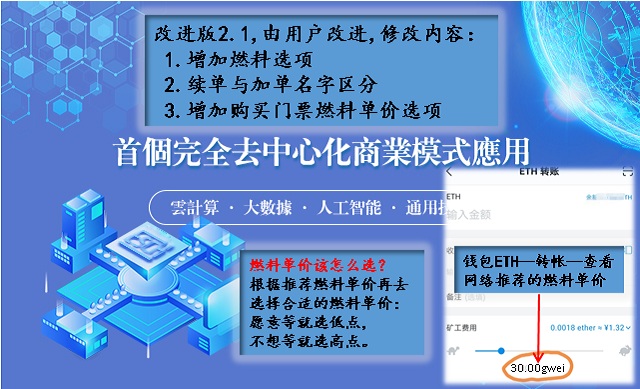 改进版2.1,由用户改进,修改内容：
1.增加燃料选项
2.续单与加单名字区分
3.增加购买门票燃料单价选项
首個完全去中心化商業模式應用
雲計算 · 大數據 · 人工智能 · 通用技
燃料单价该怎么选？
根据推荐燃料单价再去
选择合适的燃料单价：
愿意等就选低点，
不想等就选高点。
ETH 转账
ETH
输入金额
收
钱包ETH—转帐—查看
网络推荐的燃料单价
备注 (选填)
矿工费用
0.0018 ether ≈ ¥1.32
30.00gwei